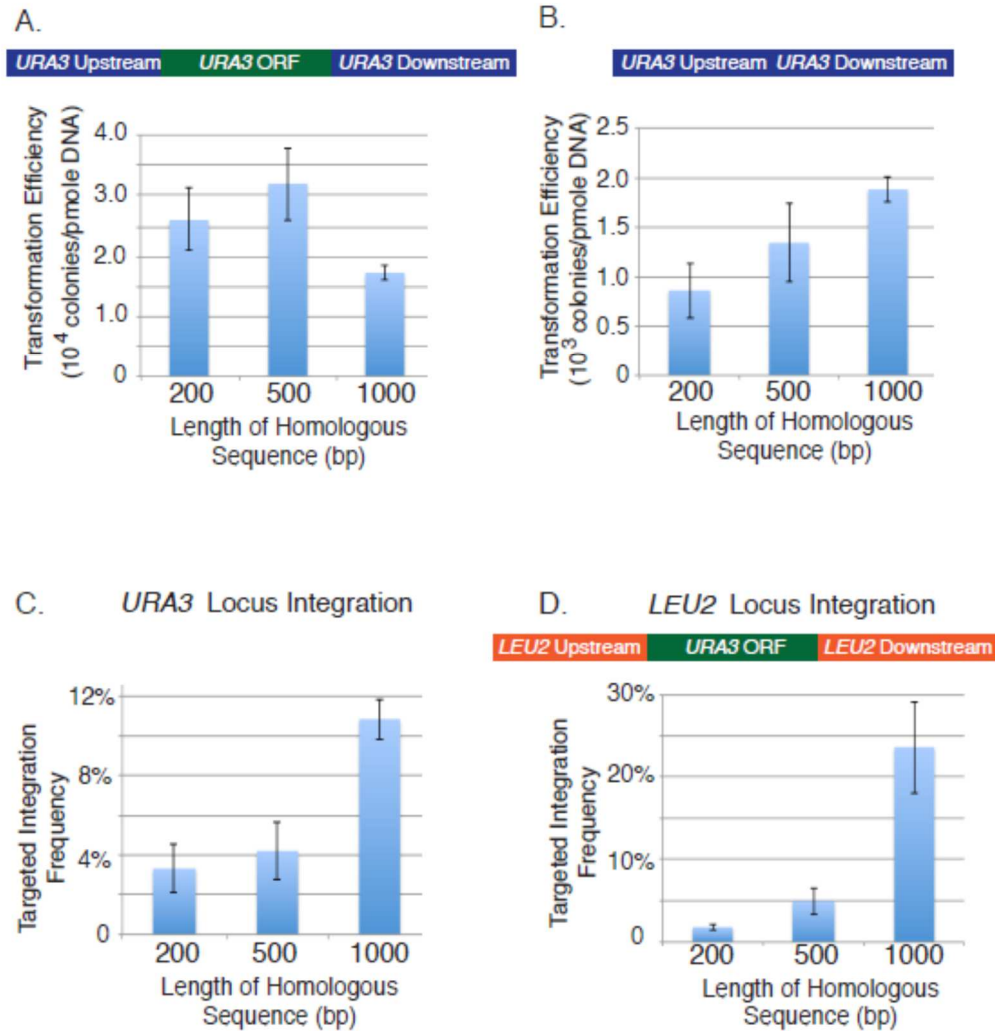 A.
URA3 Upstream URA3 ORF URA3 Downstream
Transformation Efficiency
(10^4 colonies/pmole DNA)
4.0
3.0
2.0
1.0
0
200 500 1000
Length of Homologous
Sequence (bp)
B.
URA3 Upstream URA3 Downstream
Transformation Efficiency
(10^3 colonies/pmole DNA)
2.5
2.0
1.5
1.0
0.5
0
200 500 1000
Length of Homologous
Sequence (bp)
C. URA3 Locus Integration
Targeted Integration
Frequency
12%
8%
4%
0
200 500 1000
Length of Homologous
Sequence (bp)
D. LEU2 Locus Integration
LEU2 Upstream URA3 ORF LEU2 Downstream
Targeted Integration
Frequency
30%
20%
10%
0
200 500 1000
Length of Homologous
Sequence (bp)